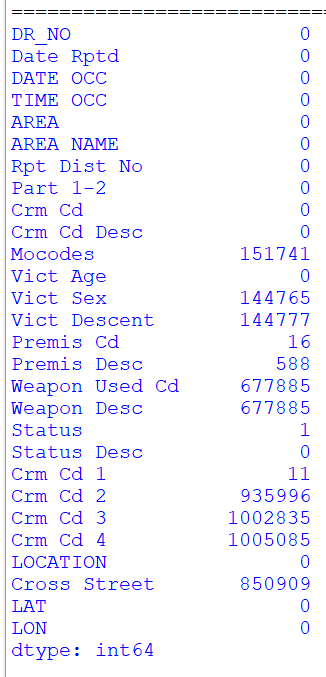 ===========================
DR_NO 0
Date Rptd 0
DATE OCC 0
TIME OCC 0
AREA 0
AREA NAME 0
Rpt Dist No 0
Part 1-2 0
Crm Cd 0
Crm Cd Desc 0
Mocodes 151741
Vict Age 0
Vict Sex 144765
Vict Descent 144777
Premis Cd 16
Premis Desc 588
Weapon Used Cd 677885
Weapon Desc 677885
Status 1
Status Desc 0
Crm Cd 1 11
Crm Cd 2 935996
Crm Cd 3 1002835
Crm Cd 4 1005085
LOCATION 0
Cross Street 850909
LAT 0
LON 0
dtype: int64